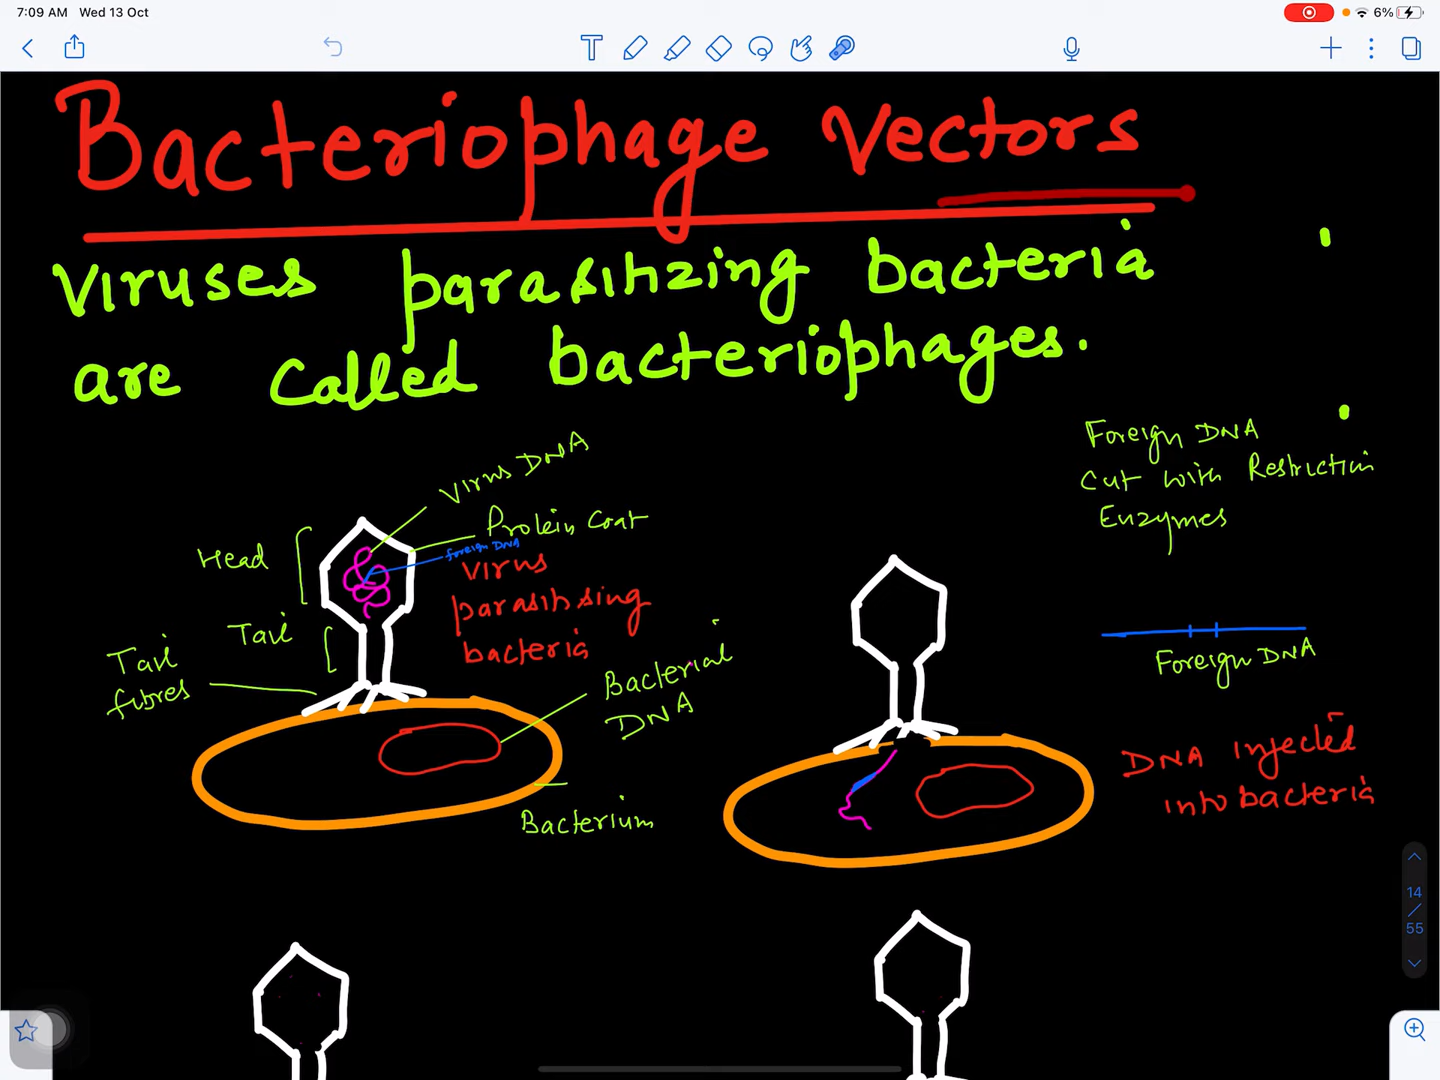 7:09 AM Wed 13 Oct
6%
T
Bacteriophage Vectors
Viruses parasitizing bacteria
are called bacteriophages.
Foreign DNA
cut with Restriction
Enzymes
Virus DNA
Protein Coat
foreign DNA
Head
Virus
parasitising
bacteria
Tail
Tail
fibres
Bacterial
DNA
Bacterium
Foreign DNA
DNA injected
into bacteria
14
55